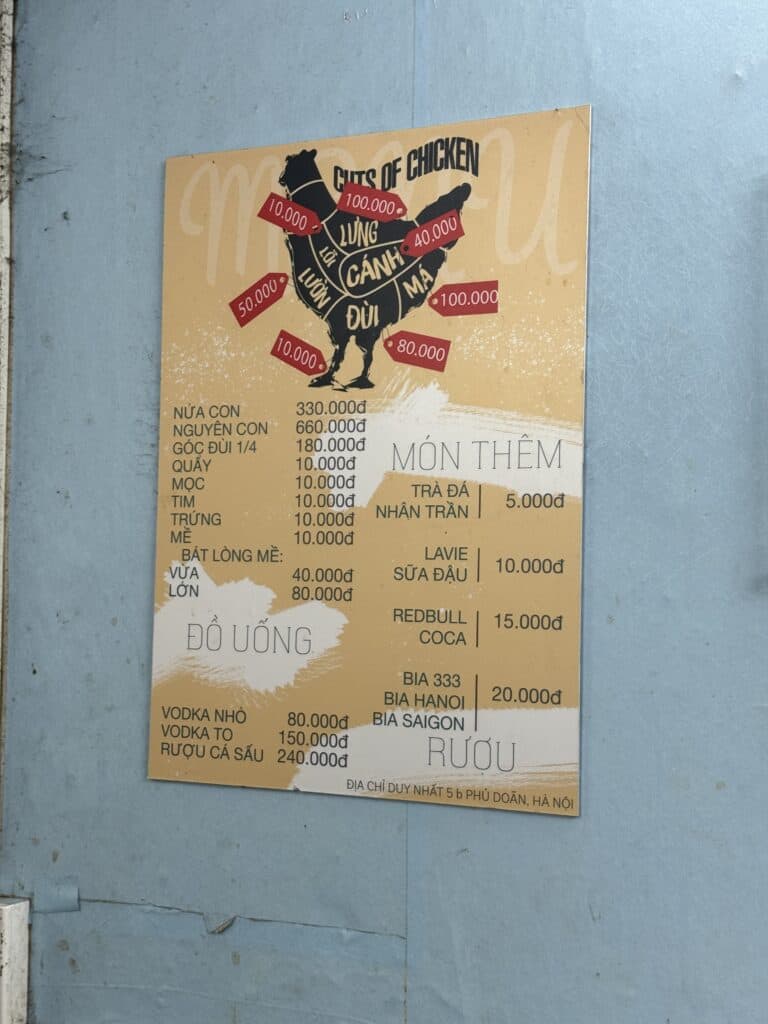 MENU
CUTS OF CHICKEN
10.000
100.000
40.000
LƯNG
LÕI
CÁNH
LƯỜN
MÁ
ĐÙI
50.000
100.000
10.000
80.000
NỬA CON 330.000đ
NGUYÊN CON 660.000đ
GÓC ĐÙI 1/4 180.000đ
QUẨY 10.000đ
MỌC 10.000đ
TIM 10.000đ
TRỨNG 10.000đ
MỀ 10.000đ
BÁT LÒNG MỀ:
VỪA 40.000đ
LỚN 80.000đ
MÓN THÊM
TRÀ ĐÁ
NHÂN TRẦN 5.000đ
LAVIE
SỮA ĐẬU 10.000đ
REDBULL
COCA 15.000đ
BIA 333
BIA HANOI 20.000đ
BIA SAIGON
ĐỒ UỐNG
VODKA NHỎ 80.000đ
VODKA TO 150.000đ
RƯỢU CÁ SẤU 240.000đ
RƯỢU
ĐỊA CHỈ DUY NHẤT 5 b PHỦ DOÃN, HÀ NỘI